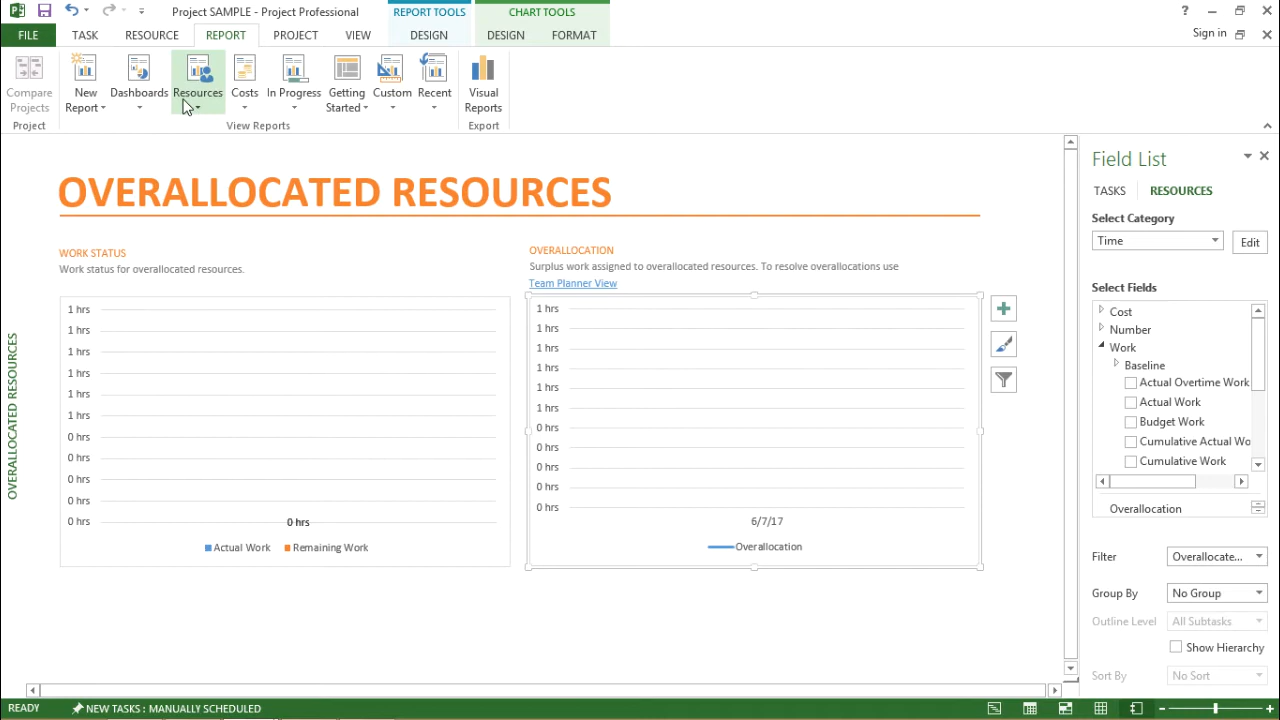 Project SAMPLE - Project Professional
REPORT TOOLS
CHART TOOLS
?
FILE
TASK
RESOURCE
REPORT
PROJECT
VIEW
DESIGN
DESIGN
FORMAT
Sign in
Compare Projects
New Report
Dashboards
Resources
Costs
In Progress
Getting Started
Custom
Recent
Visual Reports
Project
View Reports
Export
OVERALLOCATED RESOURCES
OVERALLOCATED RESOURCES
WORK STATUS
Work status for overallocated resources.
1 hrs
1 hrs
1 hrs
1 hrs
1 hrs
1 hrs
0 hrs
0 hrs
0 hrs
0 hrs
0 hrs
0 hrs
Actual Work
Remaining Work
OVERALLOCATION
Surplus work assigned to overallocated resources. To resolve overallocations use
Team Planner View
1 hrs
1 hrs
1 hrs
1 hrs
1 hrs
1 hrs
0 hrs
0 hrs
0 hrs
0 hrs
0 hrs
6/7/17
Overallocation
Field List
TASKS
RESOURCES
Select Category
Time
Edit
Select Fields
Cost
Number
Work
Baseline
Actual Overtime Work
Actual Work
Budget Work
Cumulative Actual Wo
Cumulative Work
Overallocation
Filter
Overallocate...
Group By
No Group
Outline Level
All Subtasks
Show Hierarchy
Sort By
No Sort
READY
NEW TASKS : MANUALLY SCHEDULED